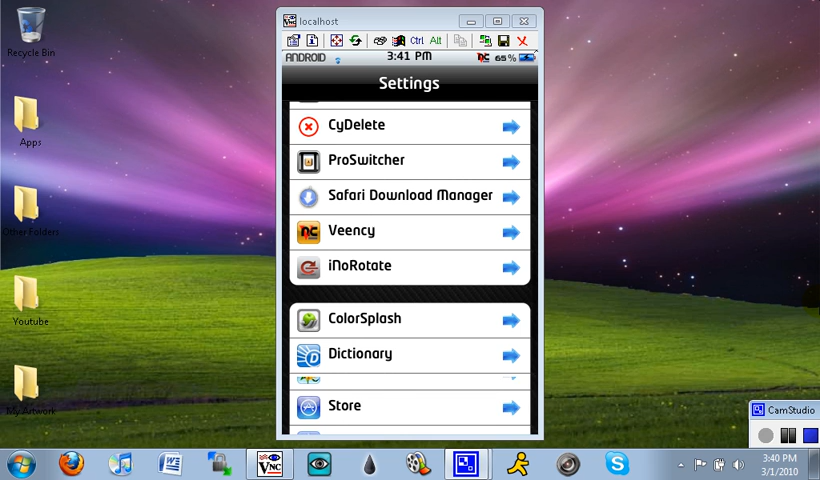 localhost
Ctrl Alt
ANDROID 3:41 PM 65%
Settings
CyDelete
ProSwitcher
Safari Download Manager
Veency
iNoRotate
ColorSplash
Dictionary
Store
Recycle Bin
Apps
Other Folders
Youtube
My Artwork
CamStudio
VNC
3:40 PM
3/1/2010